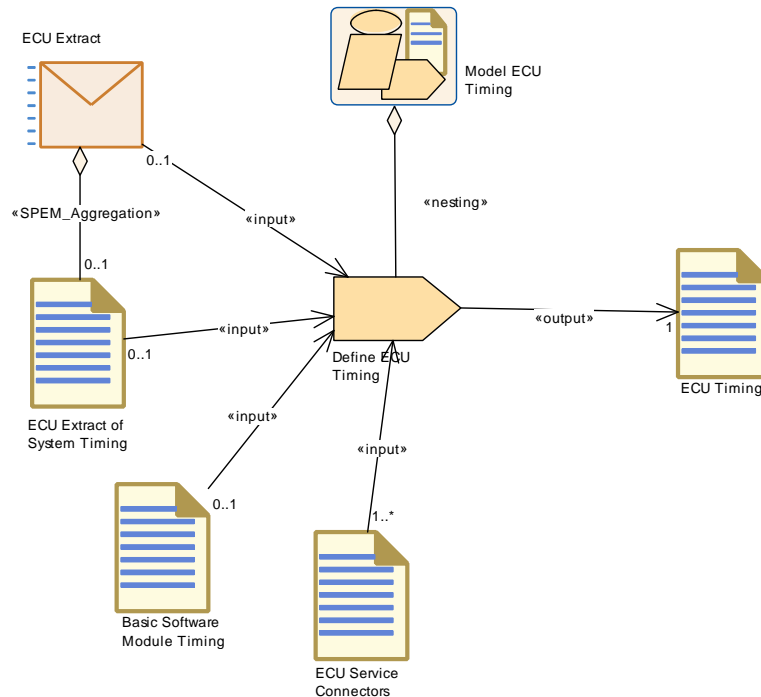 ECU Extract
Model ECU
Timing
0..1
«nesting»
«SPEM_Aggregation»
«input»
0..1
«input»
0..1
«output»
1
Define ECU
Timing
ECU Timing
ECU Extract of
System Timing
«input»
«input»
0..1
1..*
Basic Software
Module Timing
ECU Service
Connectors